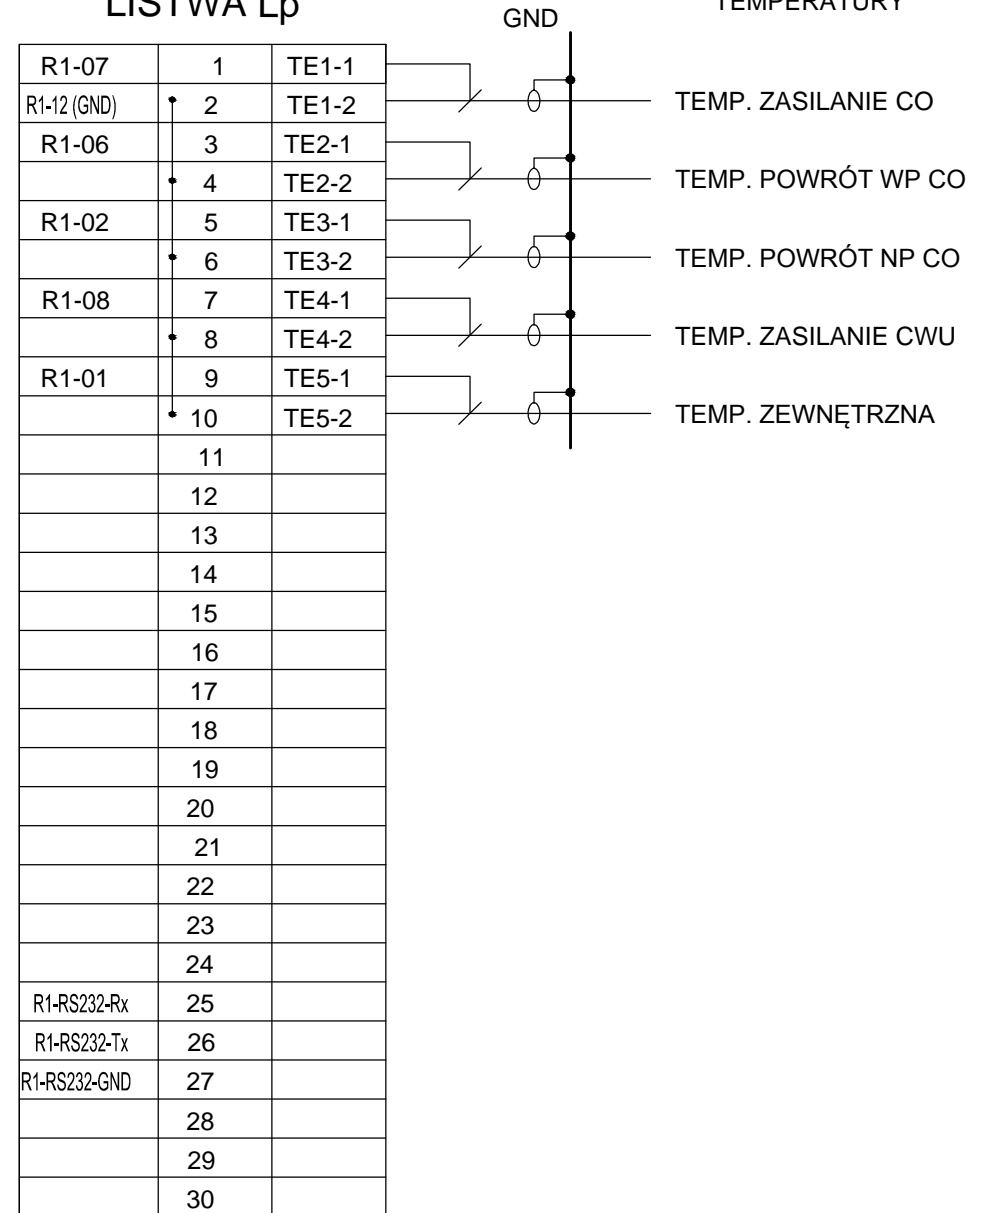 LISTWA Lp
GND
TEMPERATURY
R1-07 1 TE1-1
R1-12 (GND) 2 TE1-2 TEMP. ZASILANIE CO
R1-06 3 TE2-1
4 TE2-2 TEMP. POWRÓT WP CO
R1-02 5 TE3-1
6 TE3-2 TEMP. POWRÓT NP CO
R1-08 7 TE4-1
8 TE4-2 TEMP. ZASILANIE CWU
R1-01 9 TE5-1
10 TE5-2 TEMP. ZEWNĘTRZNA
11
12
13
14
15
16
17
18
19
20
21
22
23
24
R1-RS232-Rx 25
R1-RS232-Tx 26
R1-RS232-GND 27
28
29
30